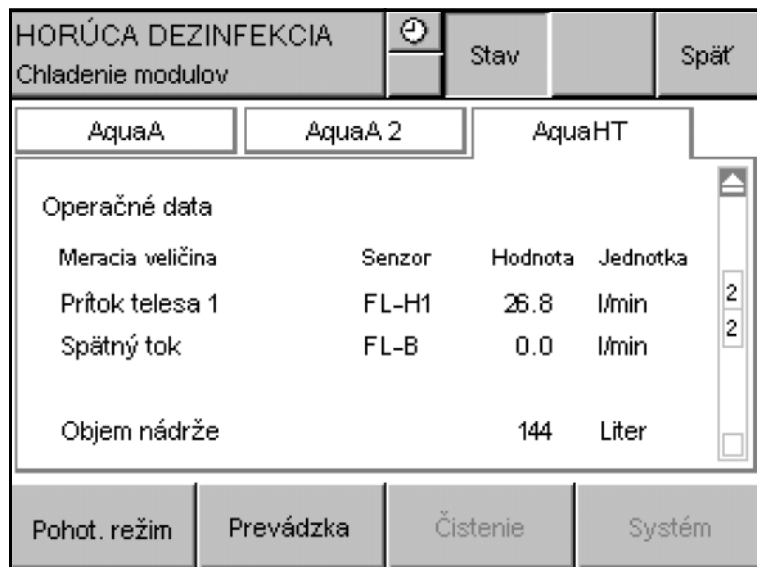 HORÚCA DEZINFEKCIA
Chladenie modulov
Stav
Späť
AquaA
AquaA 2
AquaHT
Operačné data
Meracia veličina Senzor Hodnota Jednotka
Prítok telesa 1 FL-H1 26.8 l/min
Spätný tok FL-B 0.0 l/min
2
2
Objem nádrže 144 Liter
Pohot. režim
Prevádzka
Čistenie
Systém